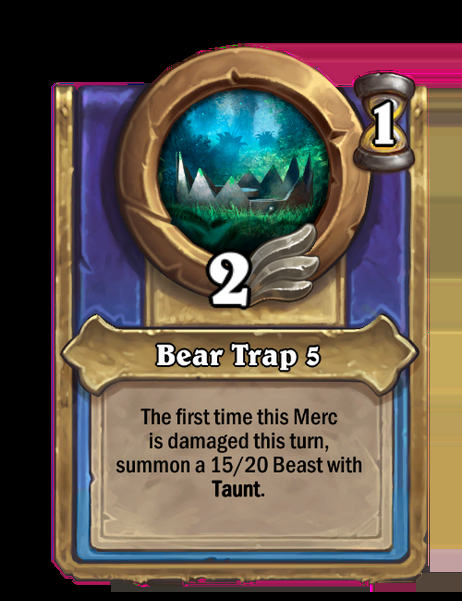 1
2
Bear Trap 5
The first time this Merc
is damaged this turn,
summon a 15/20 Beast with
Taunt.